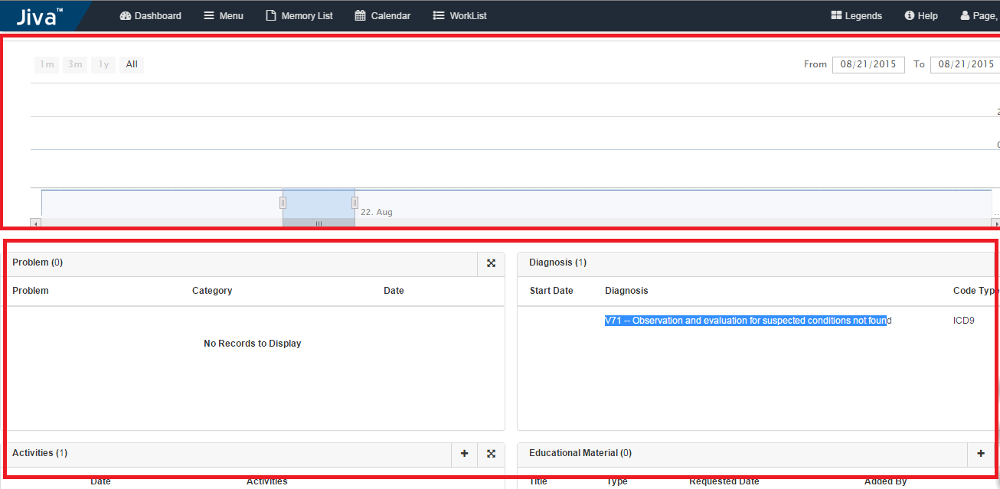 Jiva™ Dashboard Menu Memory List Calendar WorkList Legends Help Page,
1m 3m 1y All From 08/21/2015 To 08/21/2015
2
0
22. Aug
Problem (0) Diagnosis (1)
Problem Category Date Start Date Diagnosis Code Type
V71 – Observation and evaluation for suspected conditions not found ICD9
No Records to Display
Activities (1) Educational Material (0)
Date Activities Title Type Requested Date Added By